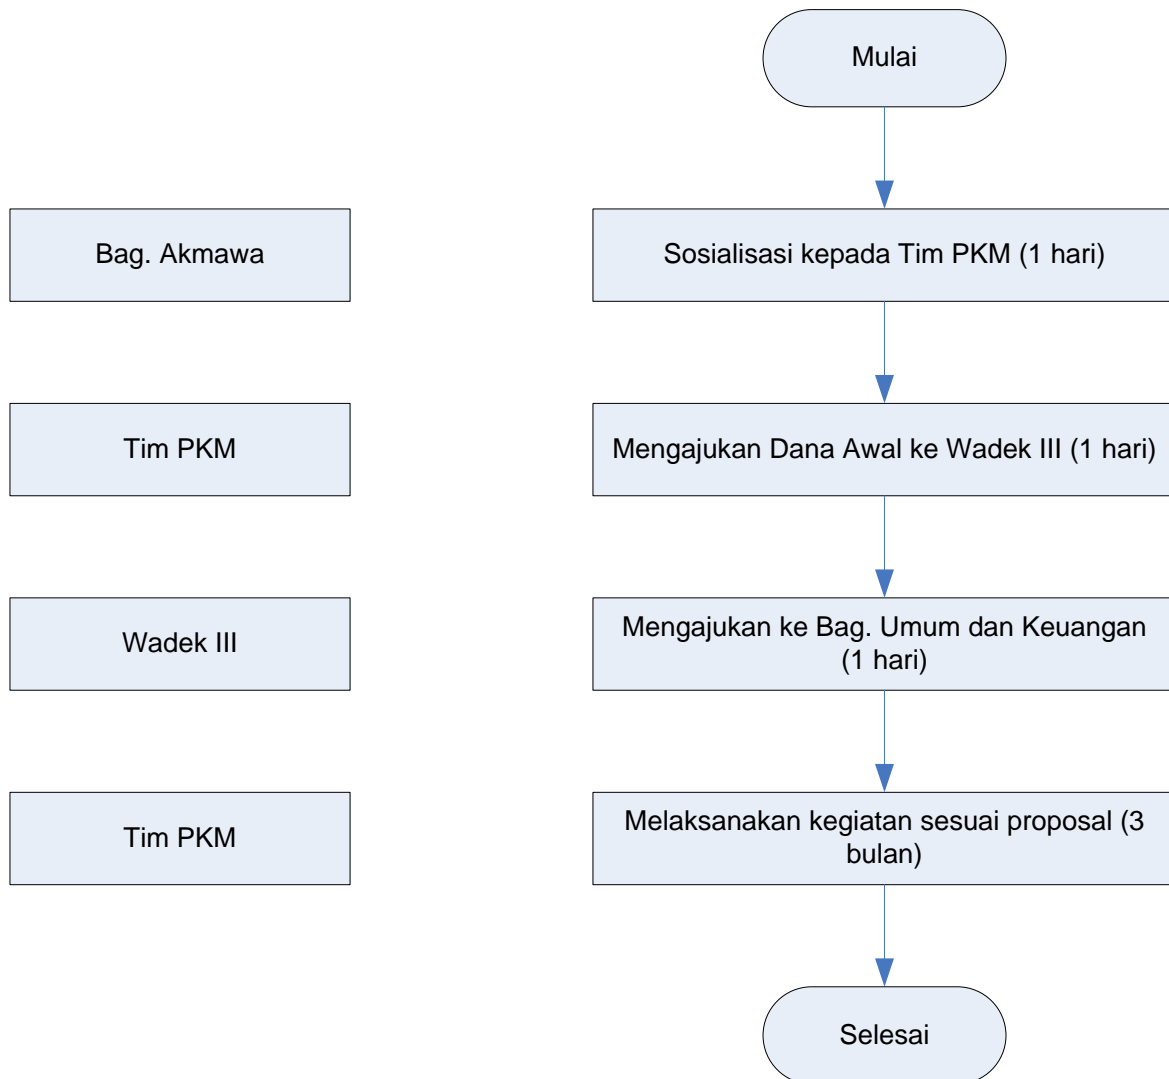 Mulai
Bag. Akmawa
Sosialisasi kepada Tim PKM (1 hari)
Tim PKM
Mengajukan Dana Awal ke Wadek III (1 hari)
Wadek III
Mengajukan ke Bag. Umum dan Keuangan
(1 hari)
Tim PKM
Melaksanakan kegiatan sesuai proposal (3
bulan)
Selesai